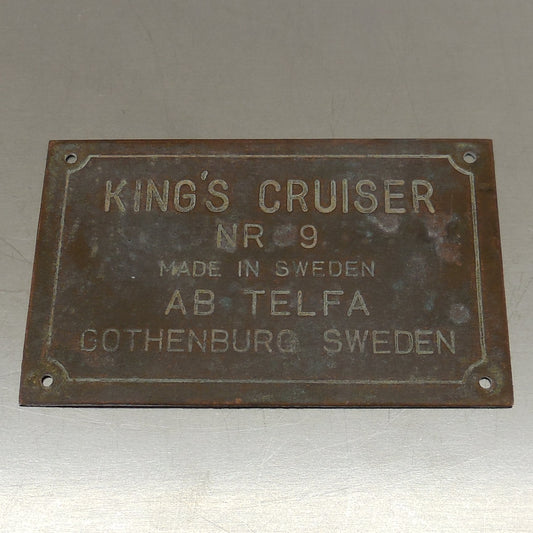 KING'S CRUISER
NR 9
MADE IN SWEDEN
AB TELFA
GOTHENBURG SWEDEN